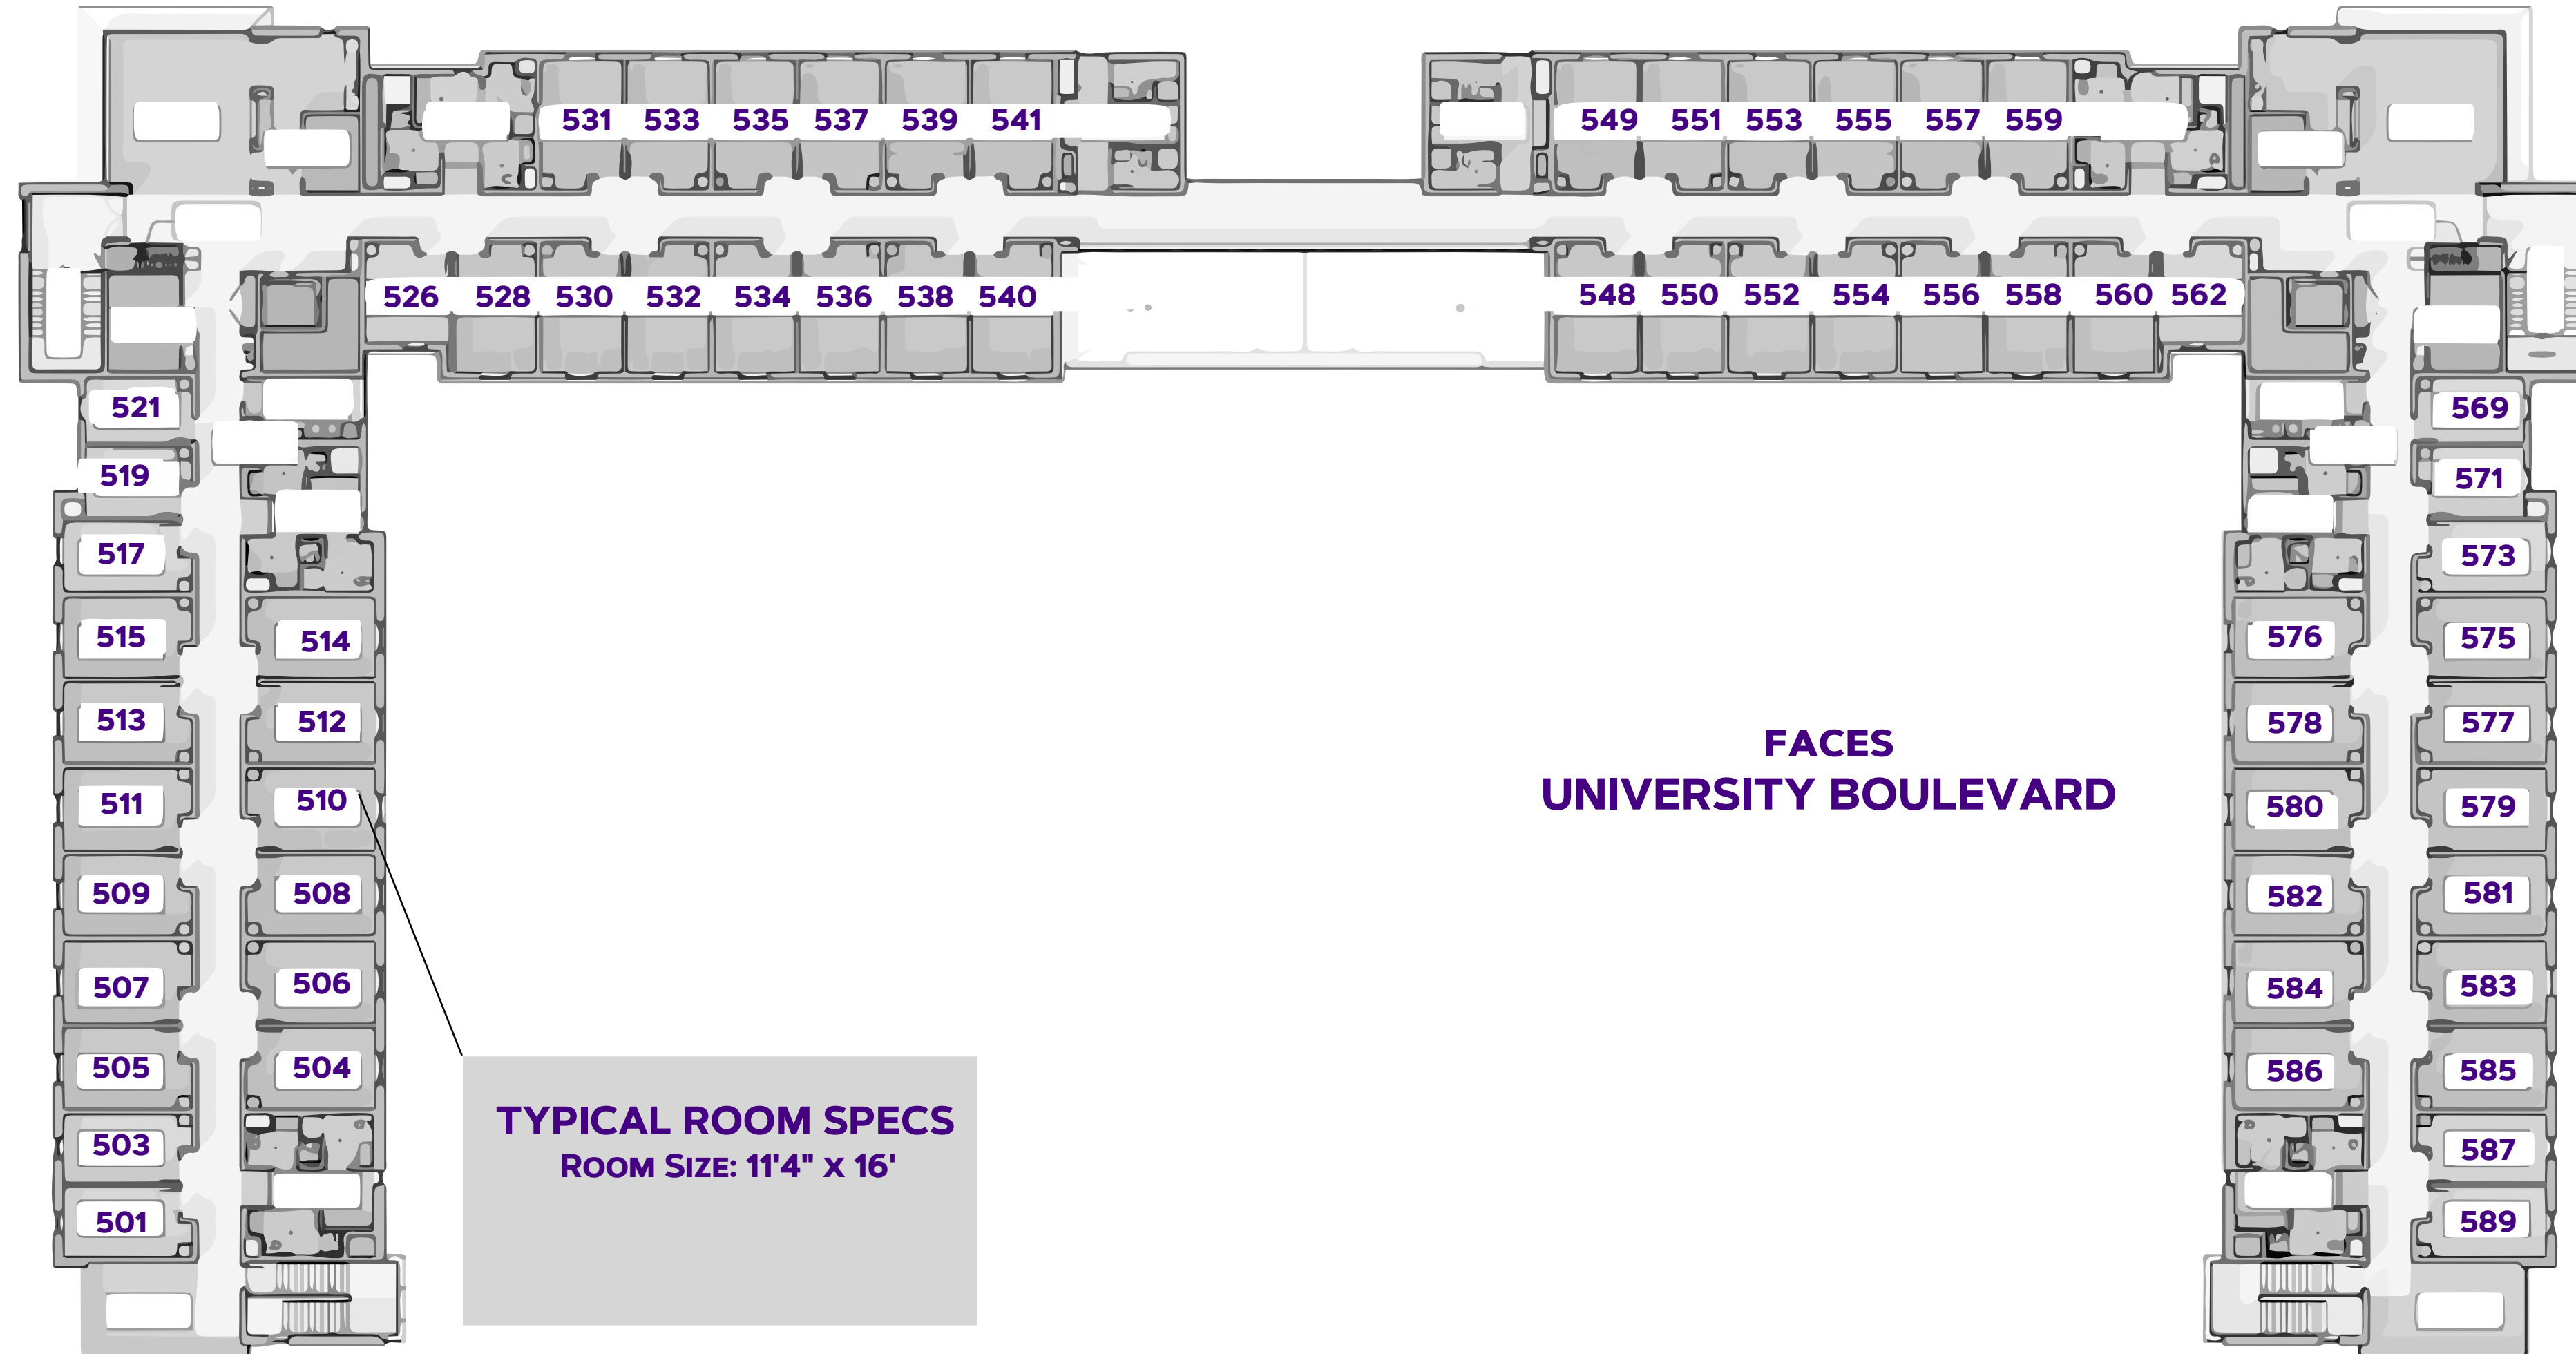 531 533 535 537 539 541 549 551 553 555 557 559
526 528 530 532 534 536 538 540 548 550 552 554 556 558 560 562
521 569
519 571
517 573
515 514 576 575
513 512 578 577
511 510 580 579
FACES
UNIVERSITY BOULEVARD
509 508 582 581
507 506 584 583
505 504 586 585
503 587
501 589
TYPICAL ROOM SPECS
ROOM SIZE: 11'4" X 16'